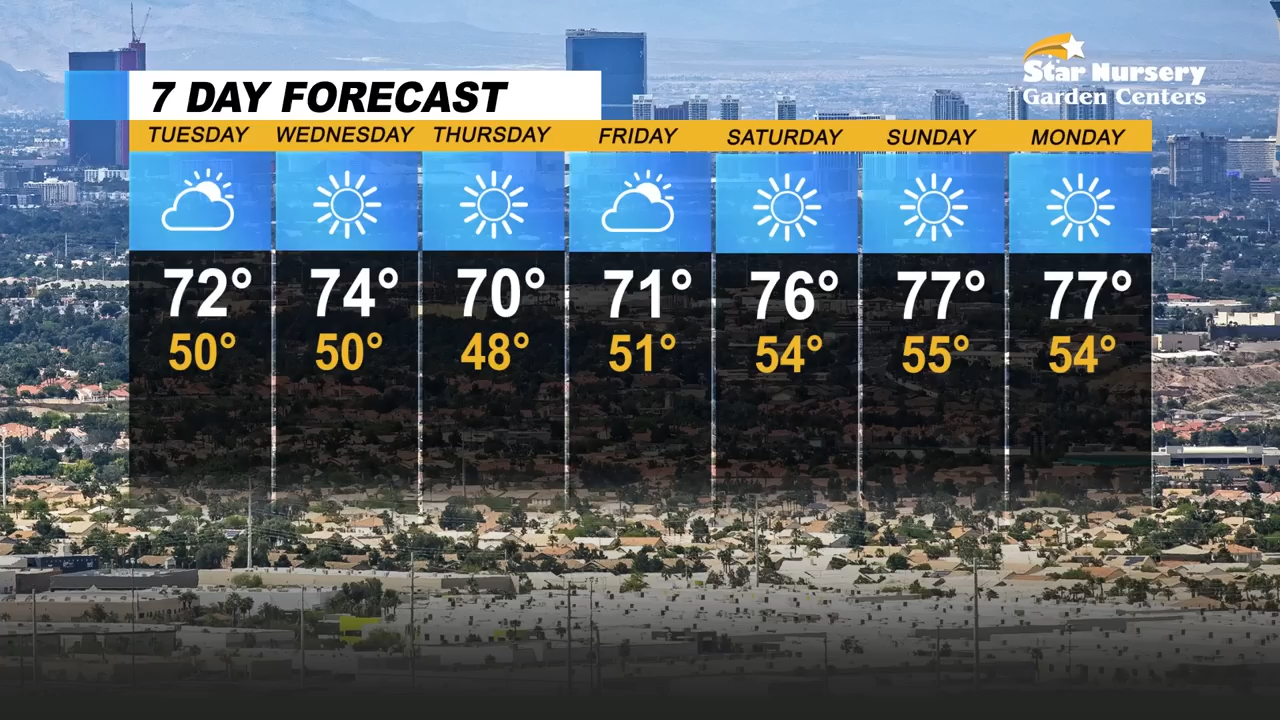 7 DAY FORECAST
Star Nursery
Garden Centers
TUESDAY WEDNESDAY THURSDAY FRIDAY SATURDAY SUNDAY MONDAY
72° 74° 70° 71° 76° 77° 77°
50° 50° 48° 51° 54° 55° 54°